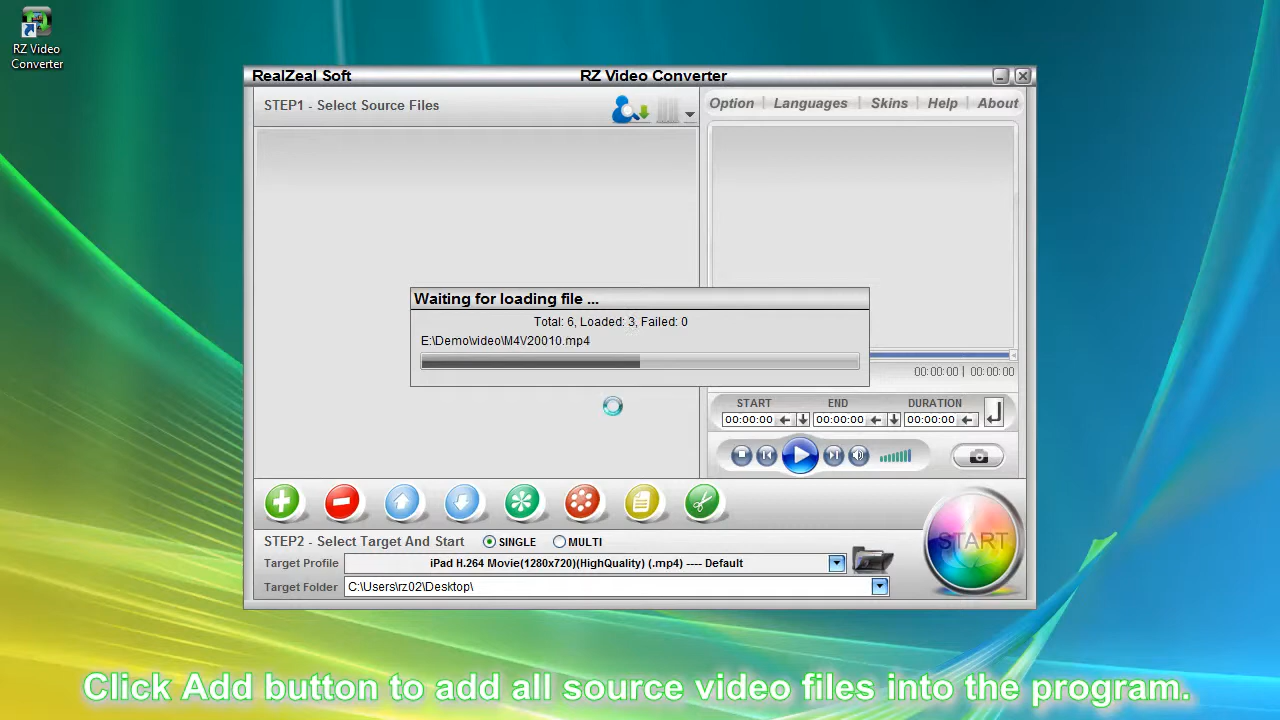 RZ Video
Converter
RealZeal Soft RZ Video Converter
STEP1 - Select Source Files
Option Languages Skins Help About
Waiting for loading file ...
Total: 6, Loaded: 3, Failed: 0
E:\Demo\video\M4V20010.mp4
00:00:00 | 00:00:00
START END DURATION
00:00:00 00:00:00 00:00:00
STEP2 - Select Target And Start SINGLE MULTI
START
Target Profile iPad H.264 Movie(1280x720)(HighQuality) (.mp4) ---- Default
Target Folder C:\Users\rz02\Desktop\
Click Add button to add all source video files into the program.